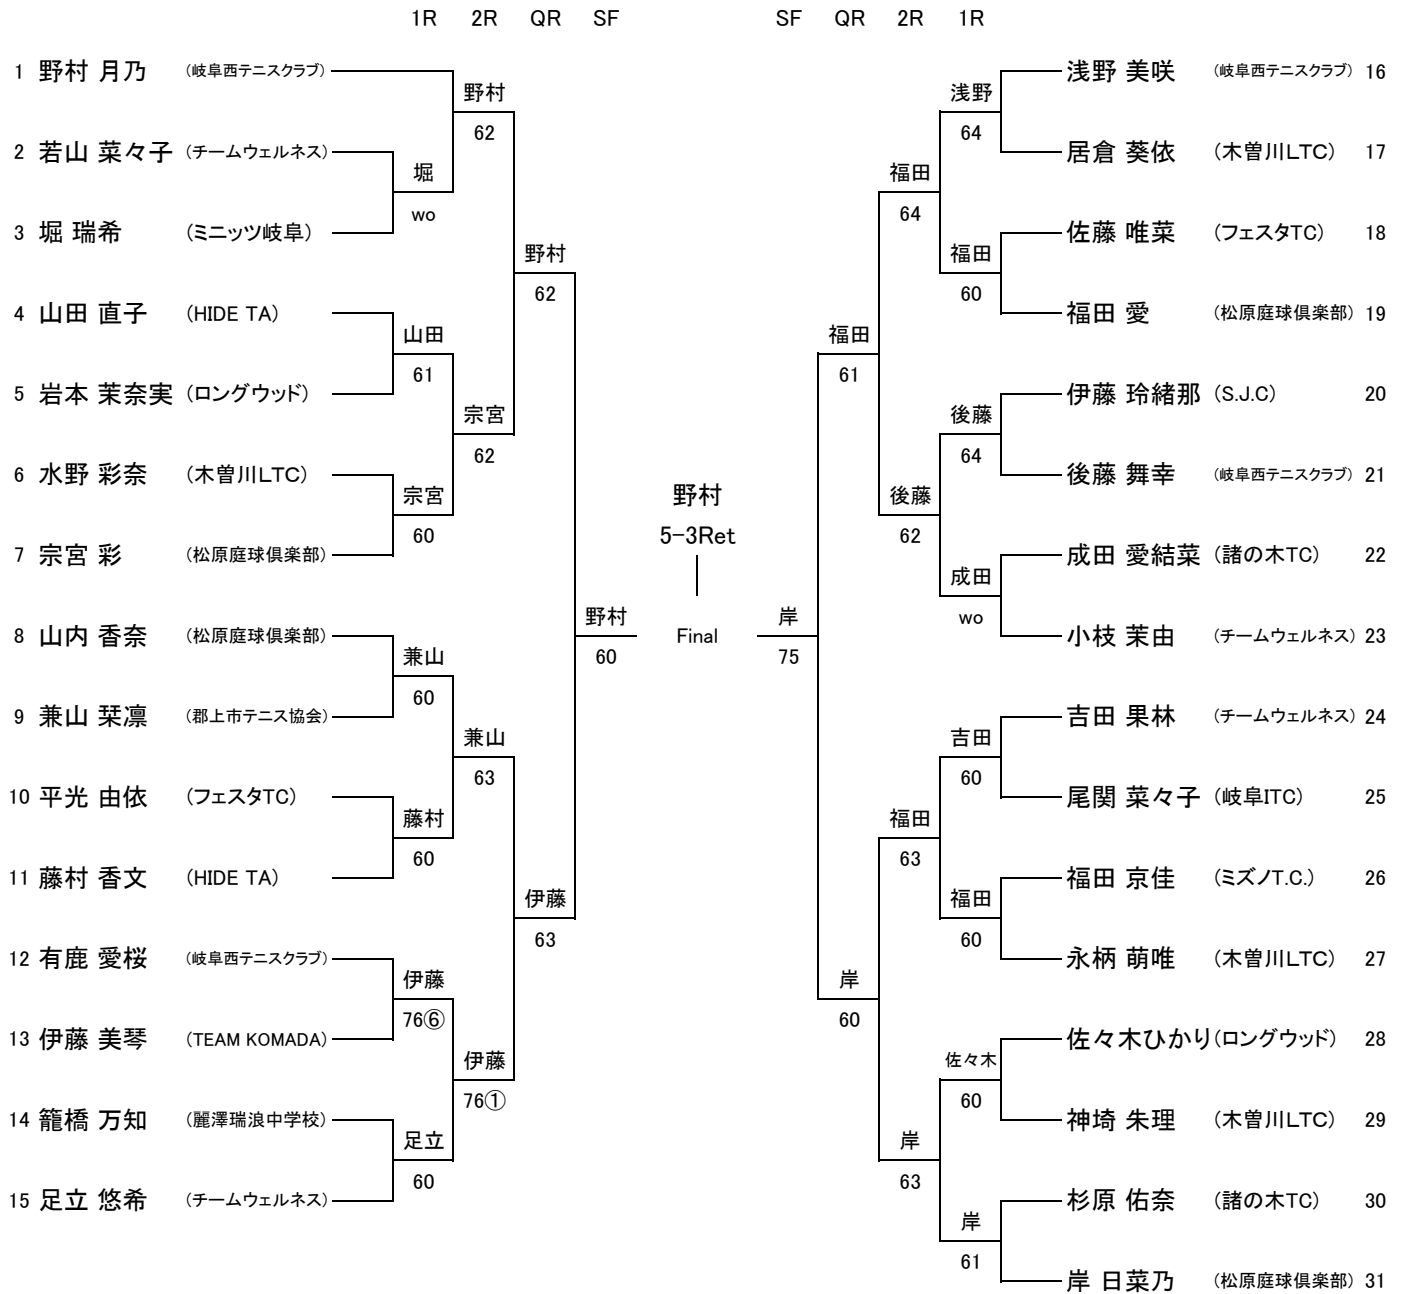 1R 2R QR SF
SF QR 2R 1R
1 野村 月乃 (岐阜西テニスクラブ)
2 若山 菜々子 (チームウェルネス)
3 堀 瑞希 (ミニッツ岐阜)
4 山田 直子 (HIDE TA)
5 岩本 茉奈実 (ロングウッド)
6 水野 彩奈 (木曽川LTC)
7 宗宮 彩 (松原庭球倶楽部)
8 山内 香奈 (松原庭球倶楽部)
9 兼山 栞凛 (郡上市テニス協会)
10 平光 由依 (フェスタTC)
11 藤村 香文 (HIDE TA)
12 有鹿 愛桜 (岐阜西テニスクラブ)
13 伊藤 美琴 (TEAM KOMADA)
14 籠橋 万知 (麗澤瑞浪中学校)
15 足立 悠希 (チームウェルネス)
堀
wo
山田
61
宗宮
60
兼山
60
藤村
60
伊藤
76⑥
足立
60
野村
62
宗宮
62
兼山
63
伊藤
76①
野村
62
伊藤
63
野村
60
野村
5-3Ret
Final
岸
75
福田
61
岸
60
福田
64
後藤
62
福田
63
岸
63
浅野
64
福田
60
後藤
64
成田
wo
吉田
60
福田
60
佐々木
60
岸
61
浅野 美咲 (岐阜西テニスクラブ) 16
居倉 葵依 (木曽川LTC) 17
佐藤 唯菜 (フェスタTC) 18
福田 愛 (松原庭球倶楽部) 19
伊藤 玲緒那 (S.J.C) 20
後藤 舞幸 (岐阜西テニスクラブ) 21
成田 愛結菜 (諸の木TC) 22
小枝 茉由 (チームウェルネス) 23
吉田 果林 (チームウェルネス) 24
尾関 菜々子 (岐阜ITC) 25
福田 京佳 (ミズノT.C.) 26
永柄 萌唯 (木曽川LTC) 27
佐々木ひかり (ロングウッド) 28
神埼 朱理 (木曽川LTC) 29
杉原 佑奈 (諸の木TC) 30
岸 日菜乃 (松原庭球倶楽部) 31